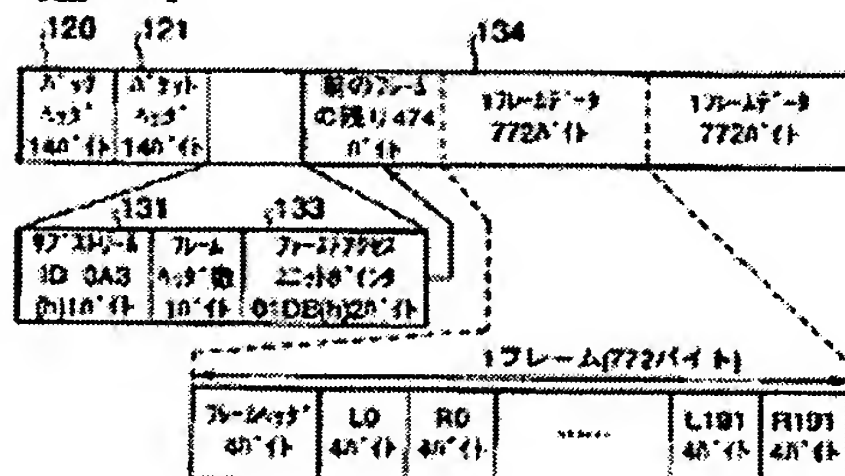 120
121
134
ﾊﾟｯｸ
ﾍｯﾀﾞ
14ﾊﾞｲﾄ
ﾊﾟｹｯﾄ
ﾍｯﾀﾞ
14ﾊﾞｲﾄ
前のﾌﾚｰﾑ
の残り474
ﾊﾞｲﾄ
1ﾌﾚｰﾑﾃﾞｰﾀ
772ﾊﾞｲﾄ
1ﾌﾚｰﾑﾃﾞｰﾀ
772ﾊﾞｲﾄ
131
133
ｻﾌﾞｽﾄﾘｰﾑ
ID 0A3
(h)1ﾊﾞｲﾄ
ﾌﾚｰﾑ
ﾍｯﾀﾞ数
1ﾊﾞｲﾄ
ﾌｧｰｽﾄｱｸｾｽ
ﾕﾆｯﾄﾎﾟｲﾝﾀ
01DB(h)2ﾊﾞｲﾄ
1フレーム(772バイト)
ﾌﾚｰﾑﾍｯﾀﾞ
4ﾊﾞｲﾄ
L0
4ﾊﾞｲﾄ
R0
4ﾊﾞｲﾄ
......
L191
4ﾊﾞｲﾄ
R191
4ﾊﾞｲﾄ